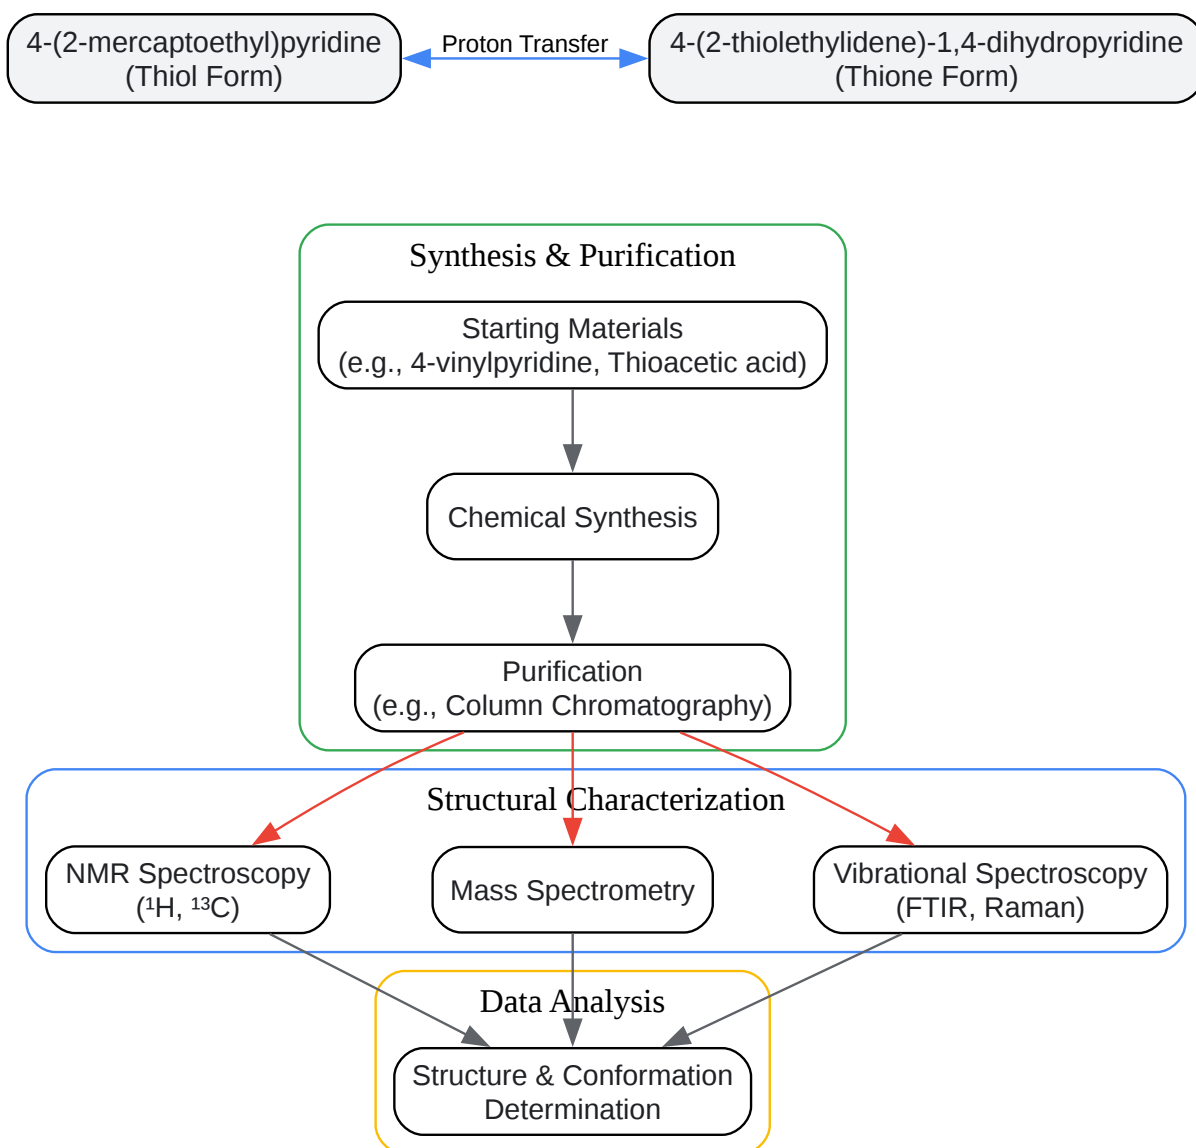 4-(2-mercaptoethyl)pyridine
(Thiol Form)
Proton Transfer
4-(2-thiolethylidene)-1,4-dihydropyridine
(Thione Form)
Synthesis & Purification
Starting Materials
(e.g., 4-vinylpyridine, Thioacetic acid)
Chemical Synthesis
Purification
(e.g., Column Chromatography)
Structural Characterization
NMR Spectroscopy
(¹H, ¹³C)
Mass Spectrometry
Vibrational Spectroscopy
(FTIR, Raman)
Data Analysis
Structure & Conformation
Determination